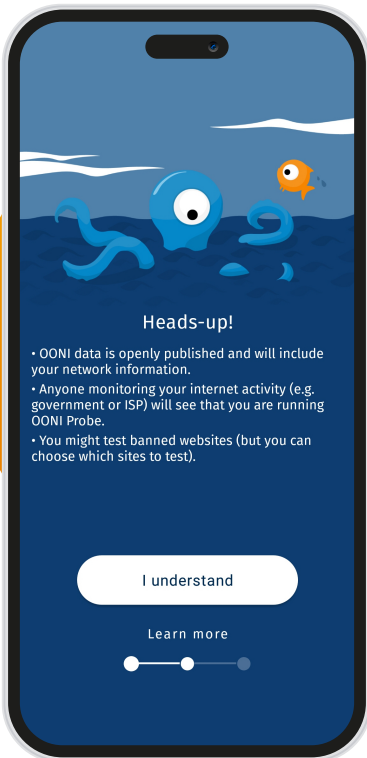 Heads-up!
• OONI data is openly published and will include
your network information.
• Anyone monitoring your internet activity (e.g.
government or ISP) will see that you are running
OONI Probe.
• You might test banned websites (but you can
choose which sites to test).
I understand
Learn more